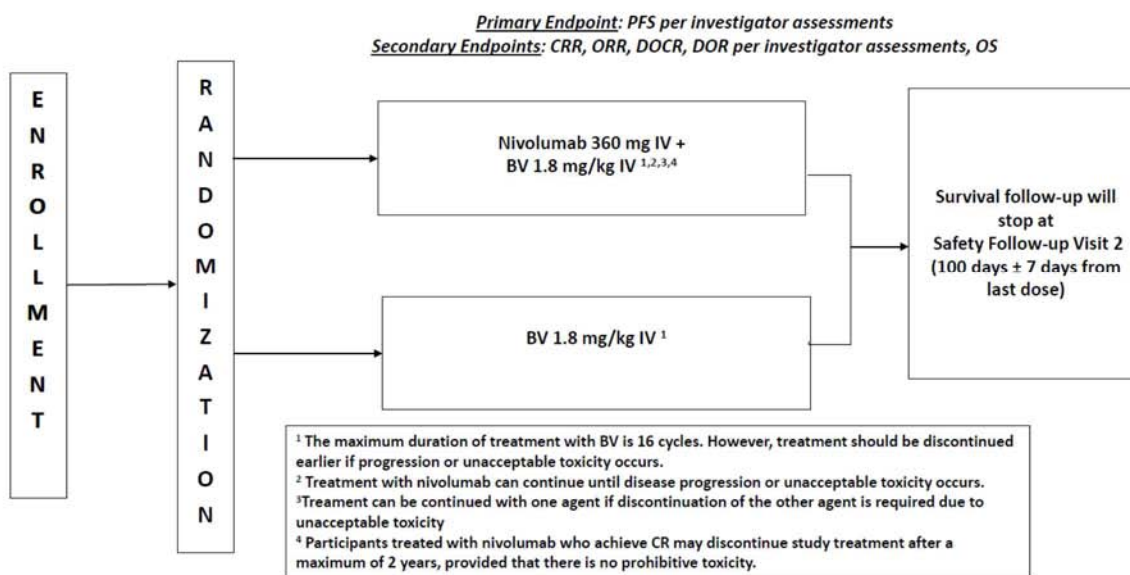 Primary Endpoint: PFS per investigator assessments
Secondary Endpoints: CRR, ORR, DOCR, DOR per investigator assessments, OS
ENROLLMENT
RANDOMIZATION
Nivolumab 360 mg IV +
BV 1.8 mg/kg IV 1,2,3,4
BV 1.8 mg/kg IV 1
Survival follow-up will
stop at
Safety Follow-up Visit 2
(100 days ± 7 days from
last dose)
1 The maximum duration of treatment with BV is 16 cycles. However, treatment should be discontinued
earlier if progression or unacceptable toxicity occurs.
2 Treatment with nivolumab can continue until disease progression or unacceptable toxicity occurs.
3Treament can be continued with one agent if discontinuation of the other agent is required due to
unacceptable toxicity
4 Participants treated with nivolumab who achieve CR may discontinue study treatment after a
maximum of 2 years, provided that there is no prohibitive toxicity.